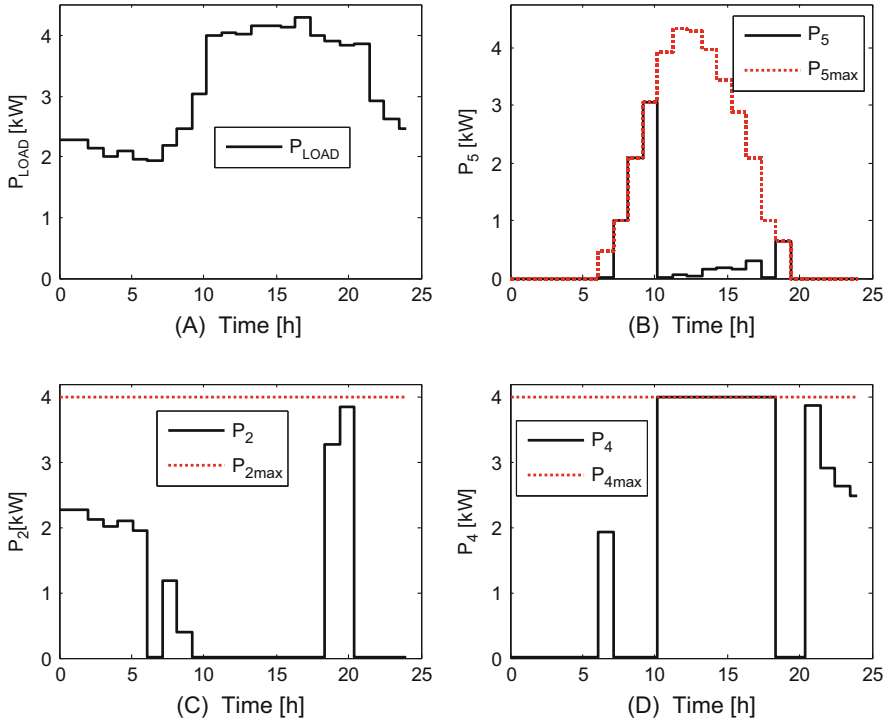 P_LOAD [kW]
4
3
2
1
0
P_LOAD
0 5 10 15 20 25
(A) Time [h]
P_5 [kW]
4
3
2
1
0
P_5
P_5max
0 5 10 15 20 25
(B) Time [h]
P_2[kW]
4
3
2
1
0
P_2
P_2max
0 5 10 15 20 25
(C) Time [h]
P_4 [kW]
4
3
2
1
0
P_4
P_4max
0 5 10 15 20 25
(D) Time [h]